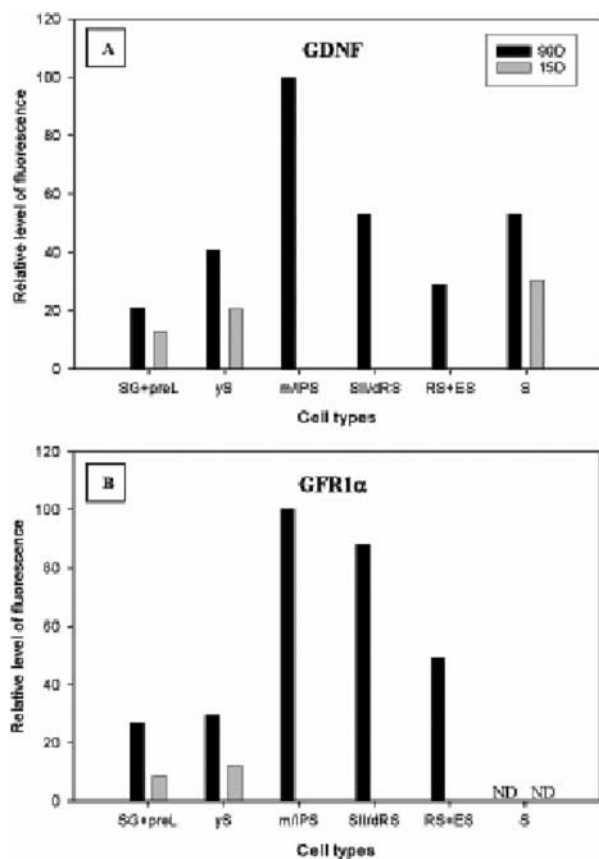 A
GDNF
90D
15D
120
100
80
60
40
20
0
Relative level of fluorescence
SG+preL yS m/lPS SII/dRS RS+ES S
Cell types
B
GFR1α
120
100
80
60
40
20
0
Relative level of fluorescence
ND ND
SG+preL yS m/lPS SII/dRS RS+ES S
Cell types